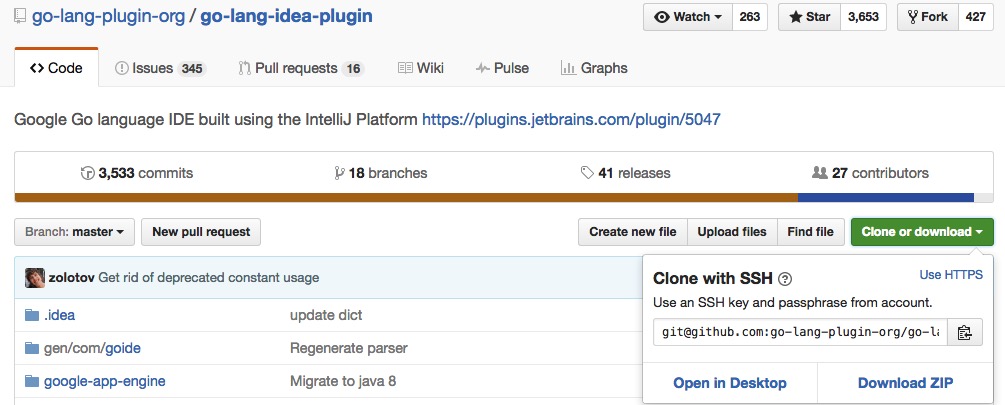 go-lang-plugin-org / go-lang-idea-plugin Watch 263 Star 3,653 Fork 427
Code Issues 345 Pull requests 16 Wiki Pulse Graphs
Google Go language IDE built using the IntelliJ Platform https://plugins.jetbrains.com/plugin/5047
3,533 commits 18 branches 41 releases 27 contributors
Branch: master New pull request Create new file Upload files Find file Clone or download
zolotov Get rid of deprecated constant usage
.idea update dict
gen/com/goide Regenerate parser
google-app-engine Migrate to java 8
Clone with SSH ? Use HTTPS
Use an SSH key and passphrase from account.
git@github.com:go-lang-plugin-org/go-la
Open in Desktop Download ZIP